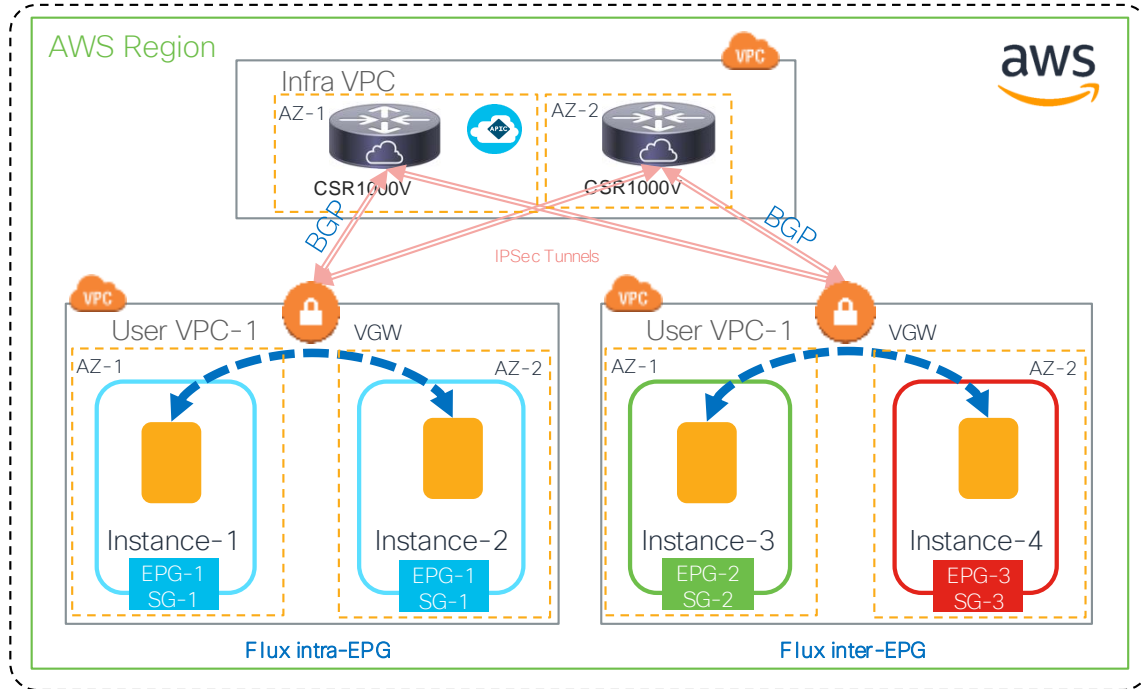 AWS Region
aws
VPC
Infra VPC
AZ-1
APIC
AZ-2
CSR1000V
CSR1000V
BGP
BGP
IPSec Tunnels
VPC
User VPC-1
VGW
AZ-1
AZ-2
Instance-1
EPG-1
SG-1
Instance-2
EPG-1
SG-1
Flux intra-EPG
VPC
User VPC-1
VGW
AZ-1
AZ-2
Instance-3
EPG-2
SG-2
Instance-4
EPG-3
SG-3
Flux inter-EPG